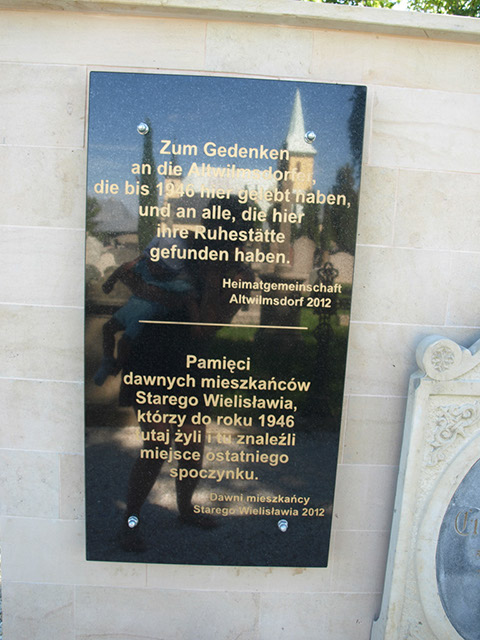 Zum Gedenken
an die Altwilmsdorfer,
die bis 1946 hier gelebt haben,
und an alle, die hier
ihre Ruhestätte
gefunden haben.
Heimatgemeinschaft
Altwilmsdorf 2012
Pamięci
dawnych mieszkańców
Starego Wielisławia,
którzy do roku 1946
tutaj żyli i tu znaleźli
miejsce ostatniego
spoczynku.
Dawni mieszkańcy
Starego Wielisławia 2012